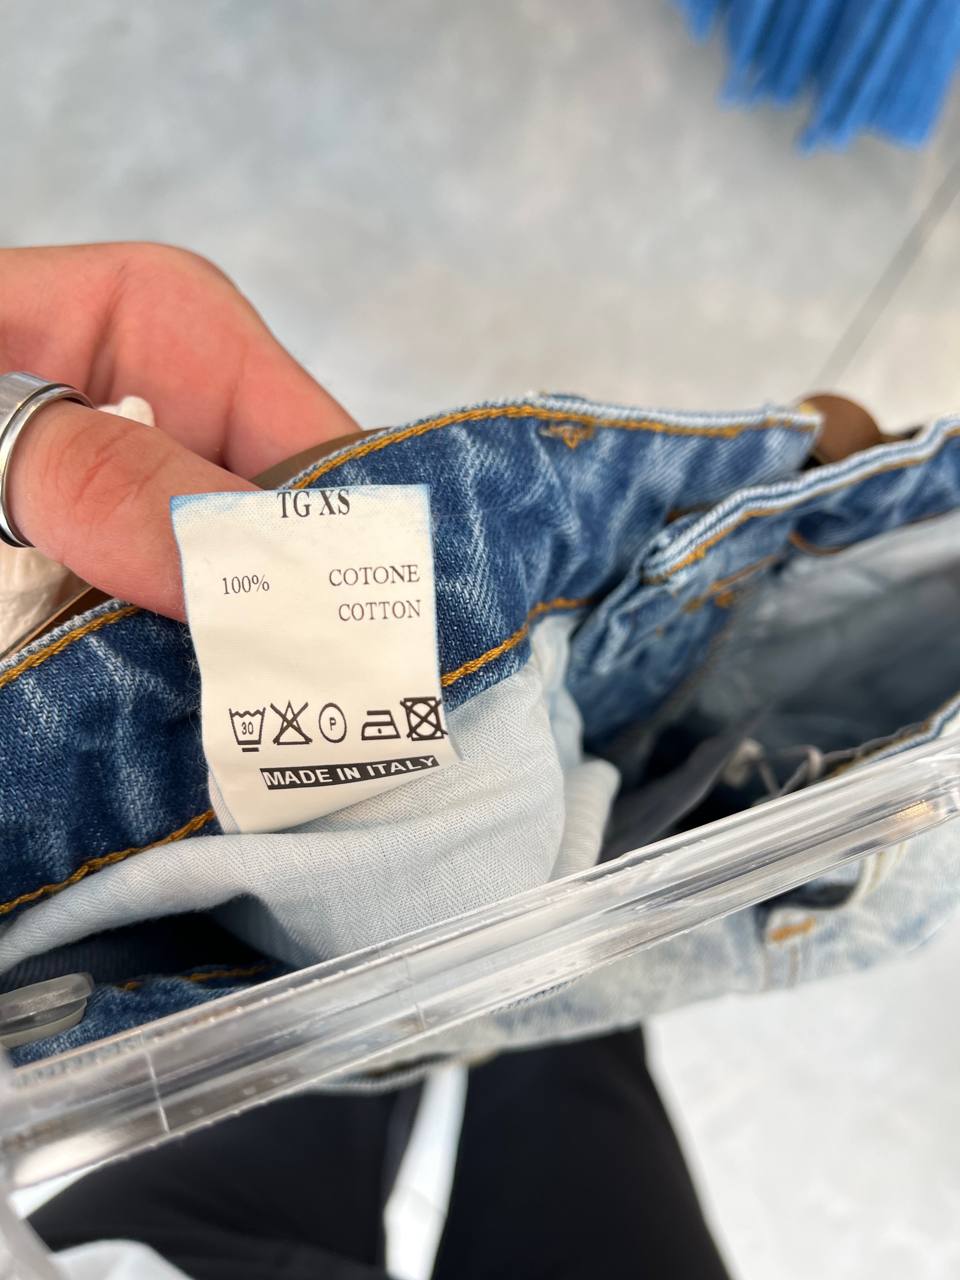 TG XS
100% COTONE
COTTON
30 P
MADE IN ITALY